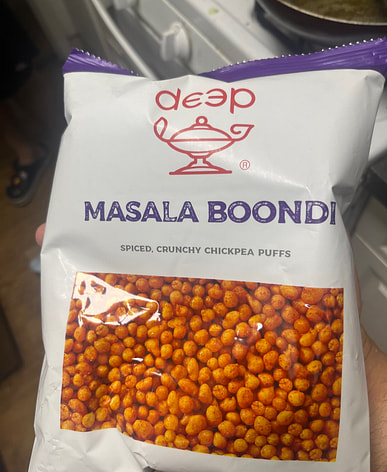 deep
®
MASALA BOONDI
SPICED, CRUNCHY CHICKPEA PUFFS